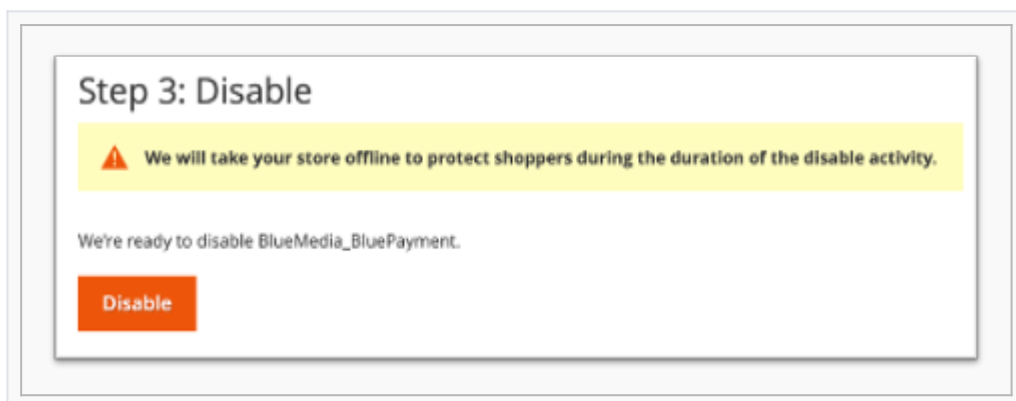 Step 3: Disable
We will take your store offline to protect shoppers during the duration of the disable activity.
We're ready to disable BlueMedia_BluePayment.
Disable